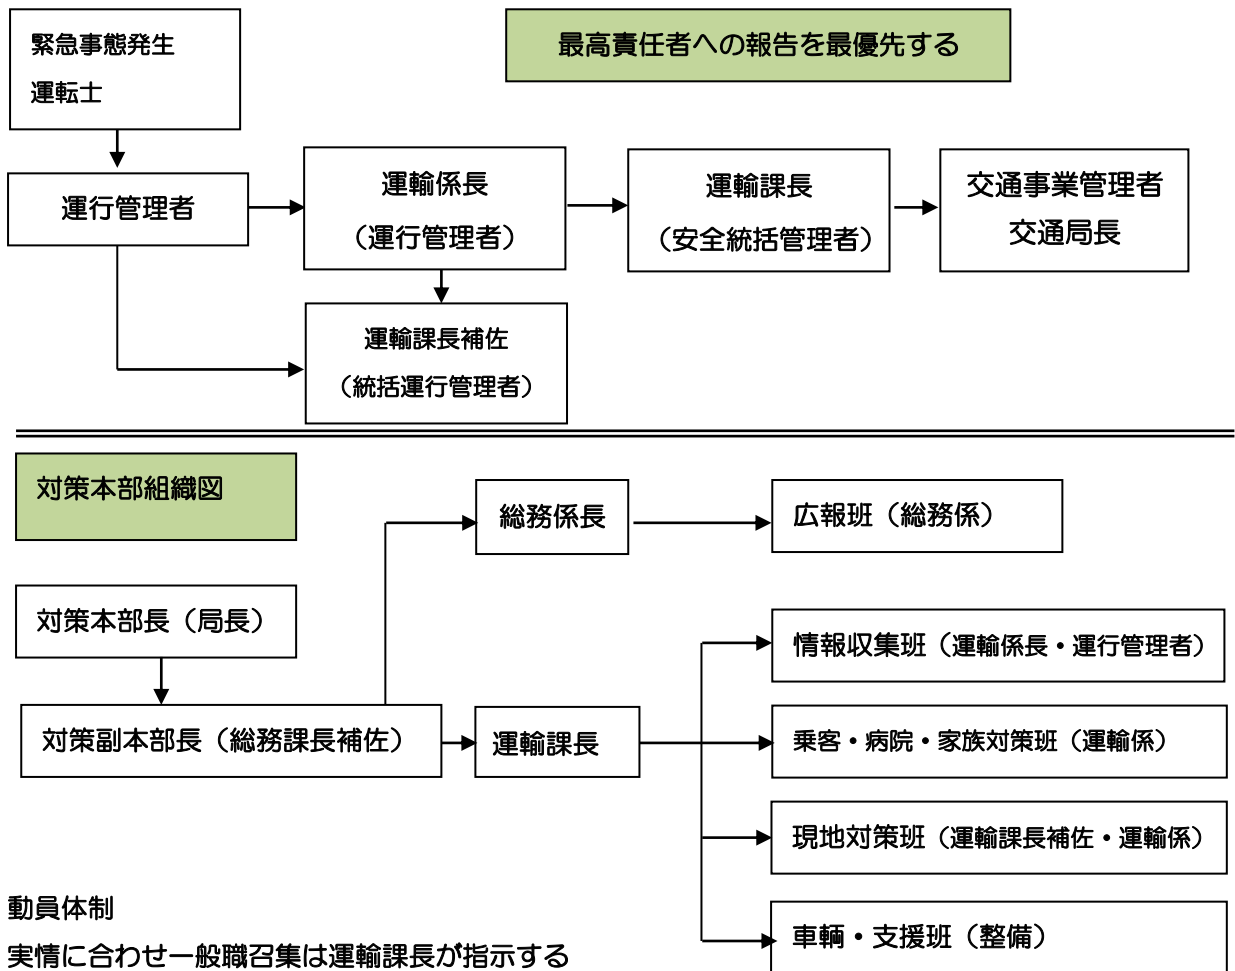 緊急事態発生
運転士
最高責任者への報告を最優先する
運行管理者
運輸係長
（運行管理者）
運輸課長
（安全統括管理者）
交通事業管理者
交通局長
運輸課長補佐
（統括運行管理者）
対策本部組織図
総務係長
広報班（総務係）
対策本部長（局長）
情報収集班（運輸係長・運行管理者）
対策副本部長（総務課長補佐）
運輸課長
乗客・病院・家族対策班（運輸係）
現地対策班（運輸課長補佐・運輸係）
動員体制
車輌・支援班（整備）
実情に合わせ一般職召集は運輸課長が指示する